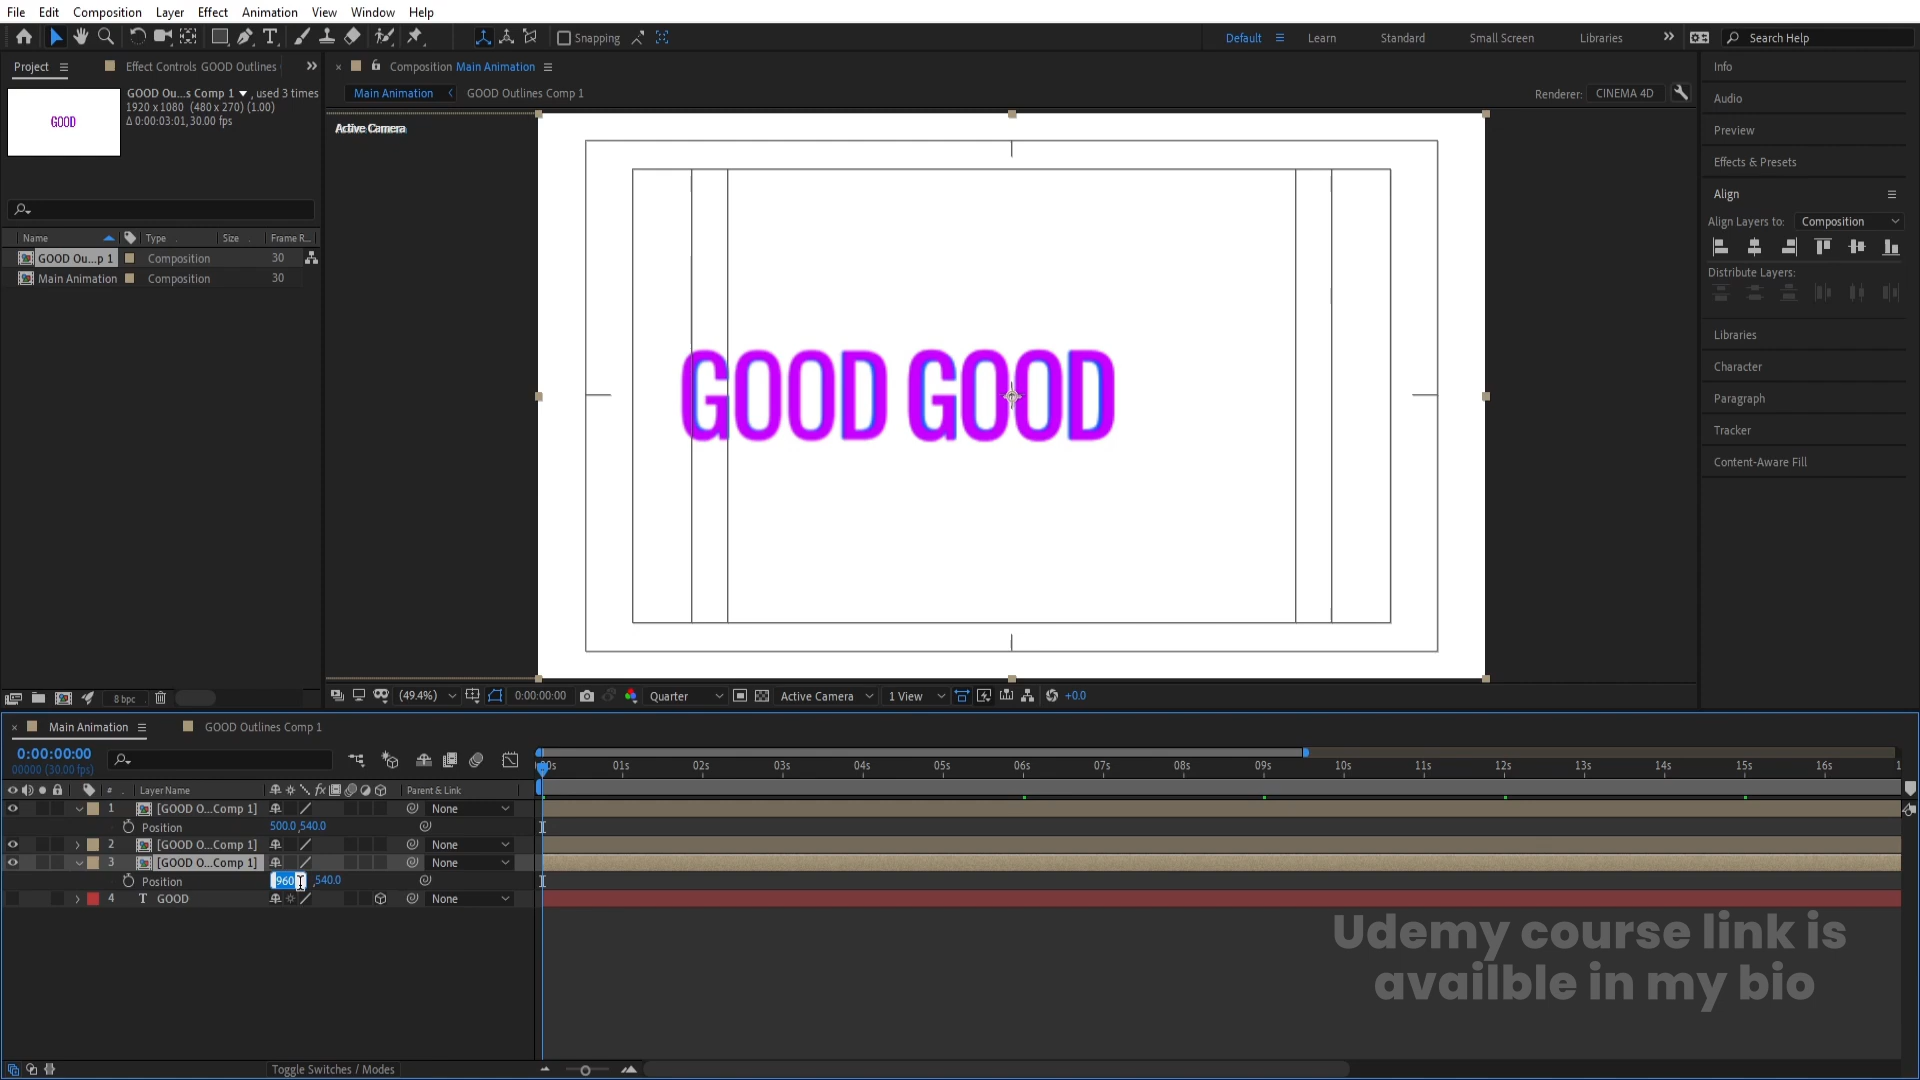 File Edit Composition Layer Effect Animation View Window Help
Snapping
Default Learn Standard Small Screen Libraries Search Help
Project Effect Controls GOOD Outlines
Composition Main Animation
GOOD Ou...s Comp 1 , used 3 times
1920 x 1080 (480 x 270) (1.00)
Δ 0:00:03:01, 30.00 fps
GOOD
Main Animation GOOD Outlines Comp 1
Renderer: CINEMA 4D
Active Camera
Name Type Size Frame R...
GOOD Ou...p 1 Composition 30
Main Animation Composition 30
GOOD GOOD
Info
Audio
Preview
Effects & Presets
Align
Align Layers to: Composition
Distribute Layers:
Libraries
Character
Paragraph
Tracker
Content-Aware Fill
8 bpc
(49.4%) 0:00:00:00 Quarter Active Camera 1 View +0.0
Main Animation GOOD Outlines Comp 1
0:00:00:00
00000 (30.00 fps)
00s 01s 02s 03s 04s 05s 06s 07s 08s 09s 10s 11s 12s 13s 14s 15s 16s 1
# Layer Name Parent & Link
1 [GOOD O...Comp 1] None
Position 500.0,540.0
2 [GOOD O...Comp 1] None
3 [GOOD O...Comp 1] None
Position 960 ,540.0
4 T GOOD None
Udemy course link is
availble in my bio
Toggle Switches / Modes